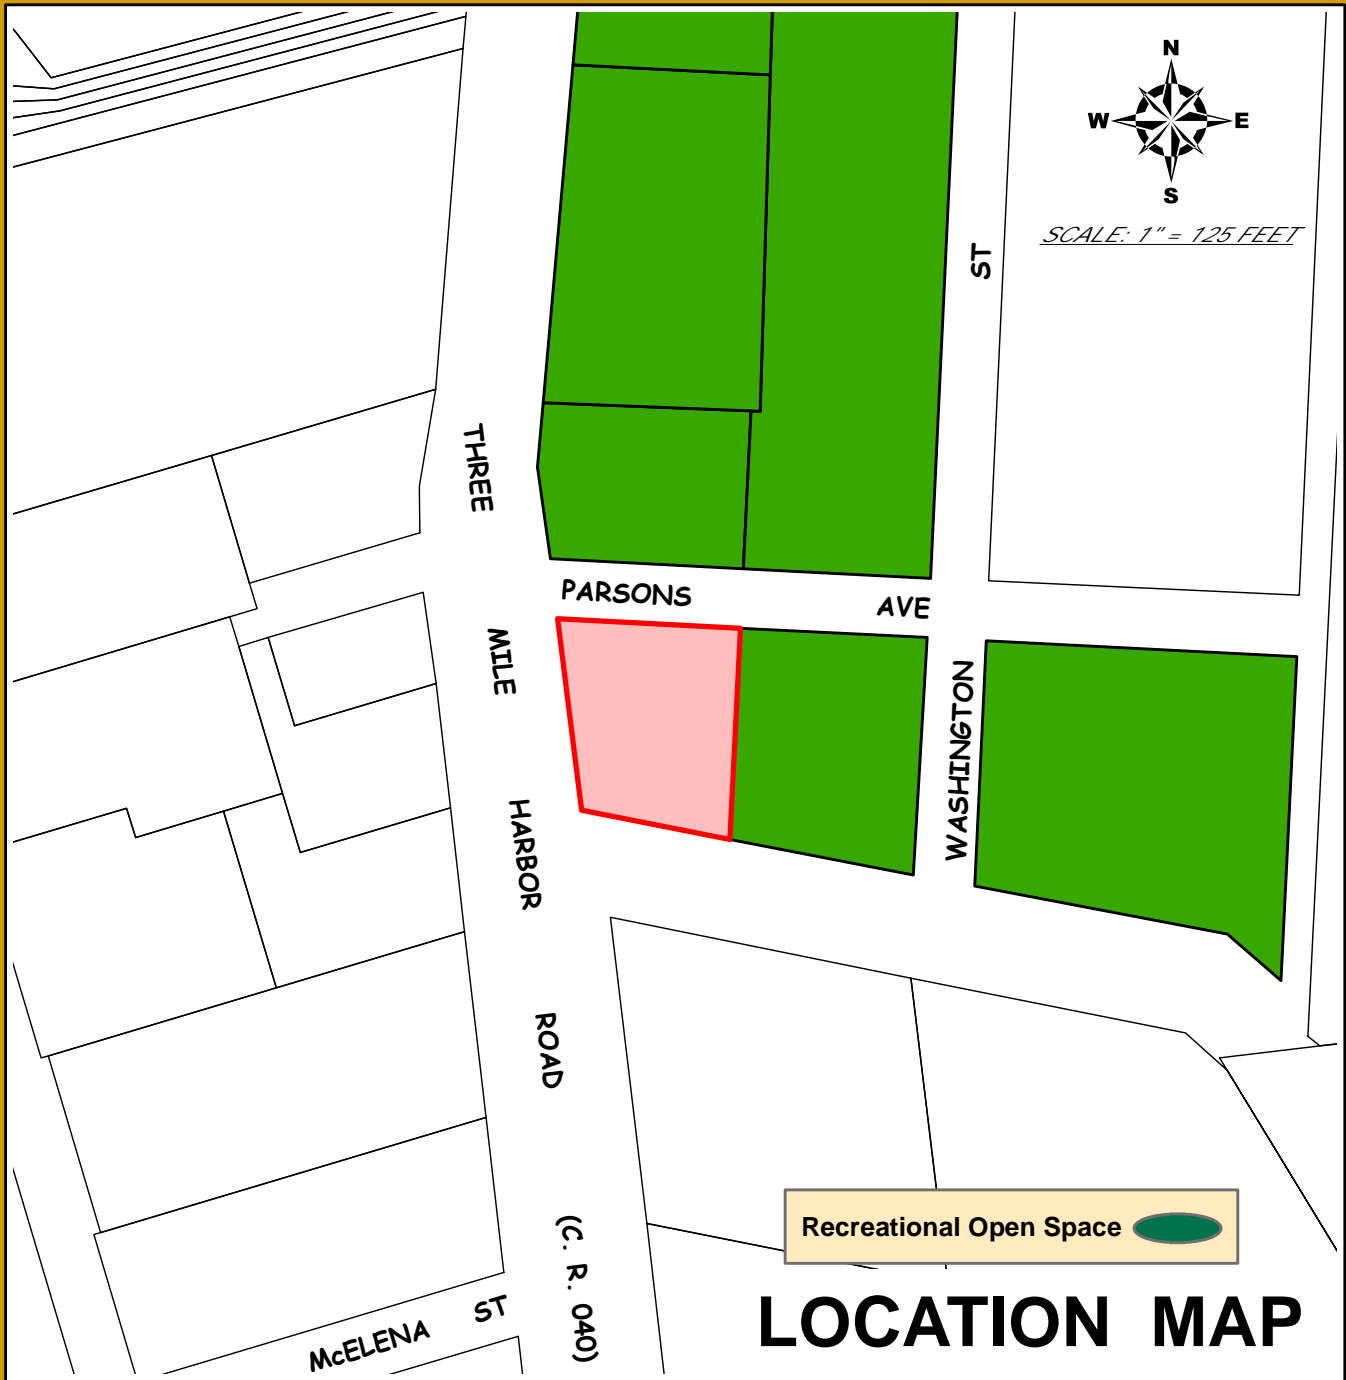 N
W E
S
SCALE: 1" = 125 FEET
ST
THREE
PARSONS AVE
MILE
WASHINGTON
HARBOR
ROAD
(C. R. 040)
Recreational Open Space
LOCATION MAP
McELENA ST